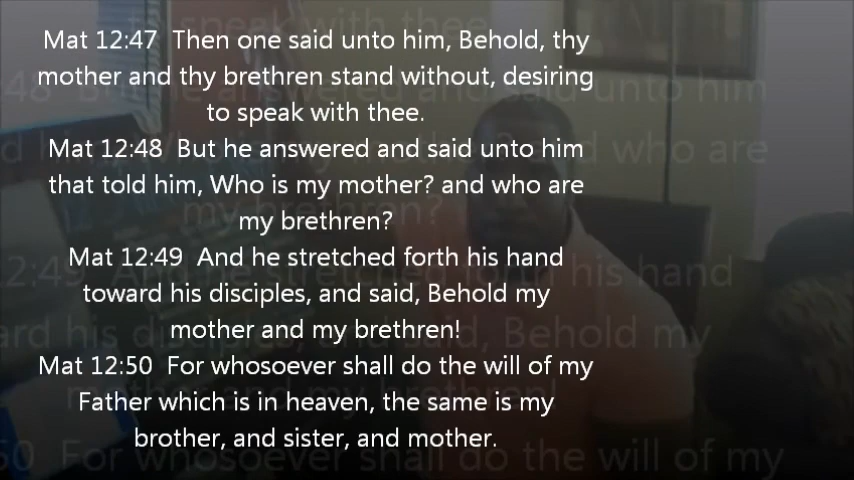 Mat 12:47  Then one said unto him, Behold, thy
mother and thy brethren stand without, desiring
to speak with thee.
Mat 12:48  But he answered and said unto him
that told him, Who is my mother? and who are
my brethren?
Mat 12:49  And he stretched forth his hand
toward his disciples, and said, Behold my
mother and my brethren!
Mat 12:50  For whosoever shall do the will of my
Father which is in heaven, the same is my
brother, and sister, and mother.